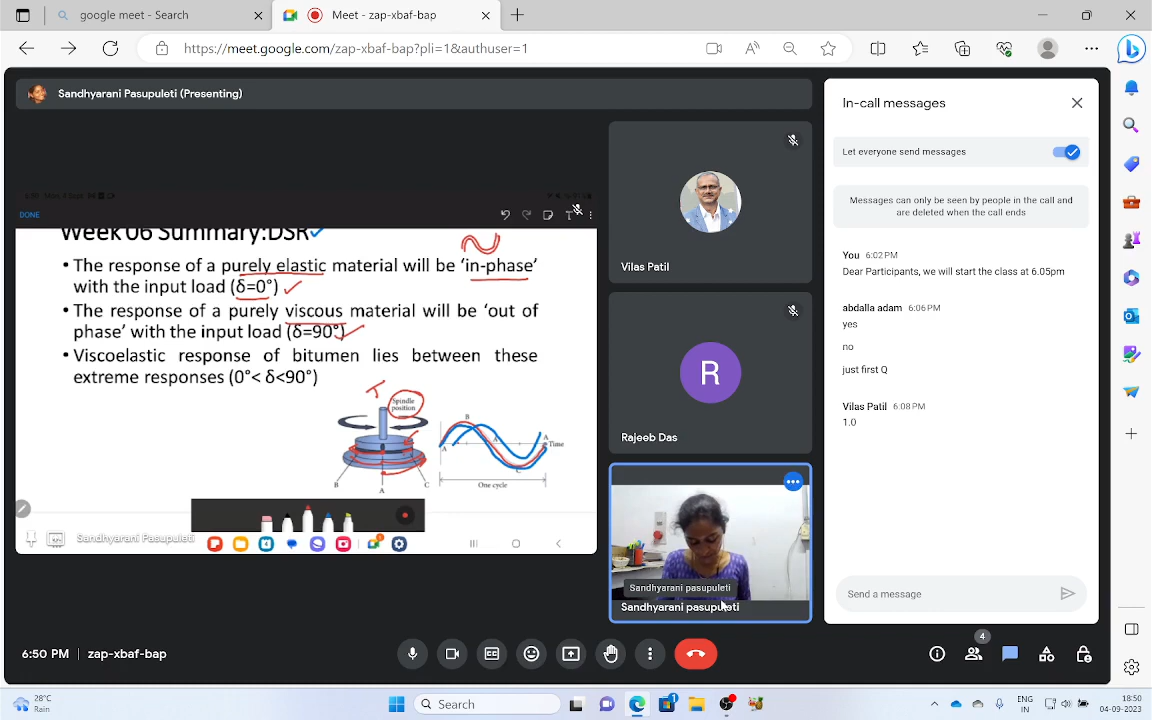 google meet - Search
Meet - zap-xbaf-bap
https://meet.google.com/zap-xbaf-bap?pli=1&authuser=1
Sandhyarani Pasupuleti (Presenting)
DONE
Week 06 Summary:DSR
• The response of a purely elastic material will be ‘in-phase’
with the input load (δ=0°)
• The response of a purely viscous material will be ‘out of
phase’ with the input load (δ=90°)
• Viscoelastic response of bitumen lies between these
extreme responses (0°< δ<90°)
T
Spindle
position
B
A
C
B
A
A
A
C
Time
One cycle
Sandhyarani Pasupuleti
Vilas Patil
R
Rajeeb Das
Sandhyarani pasupuleti
Sandhyarani pasupuleti
In-call messages
Let everyone send messages
Messages can only be seen by people in the call and
are deleted when the call ends
You 6:02 PM
Dear Participants, we will start the class at 6.05pm
abdalla adam 6:06 PM
yes
no
just first Q
Vilas Patil 6:08 PM
1.0
Send a message
6:50 PM | zap-xbaf-bap
4
28°C
Rain
Search
1
ENG
IN
18:50
04-09-2023